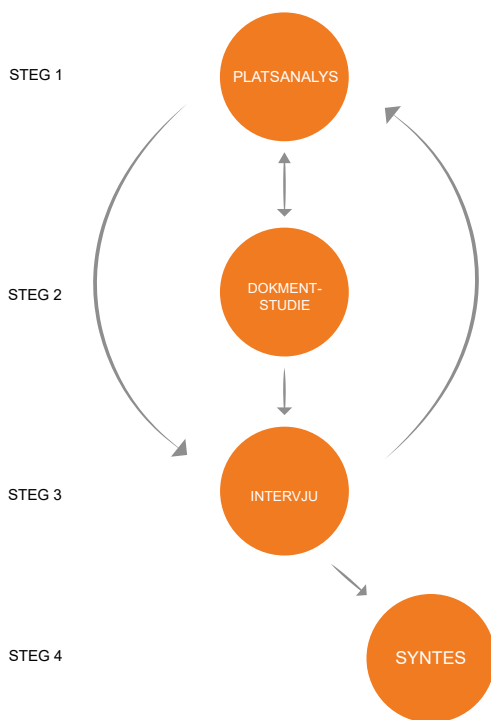 STEG 1
PLATSANALYS
STEG 2
DOKMENT-
STUDIE
STEG 3
INTERVJU
STEG 4
SYNTES